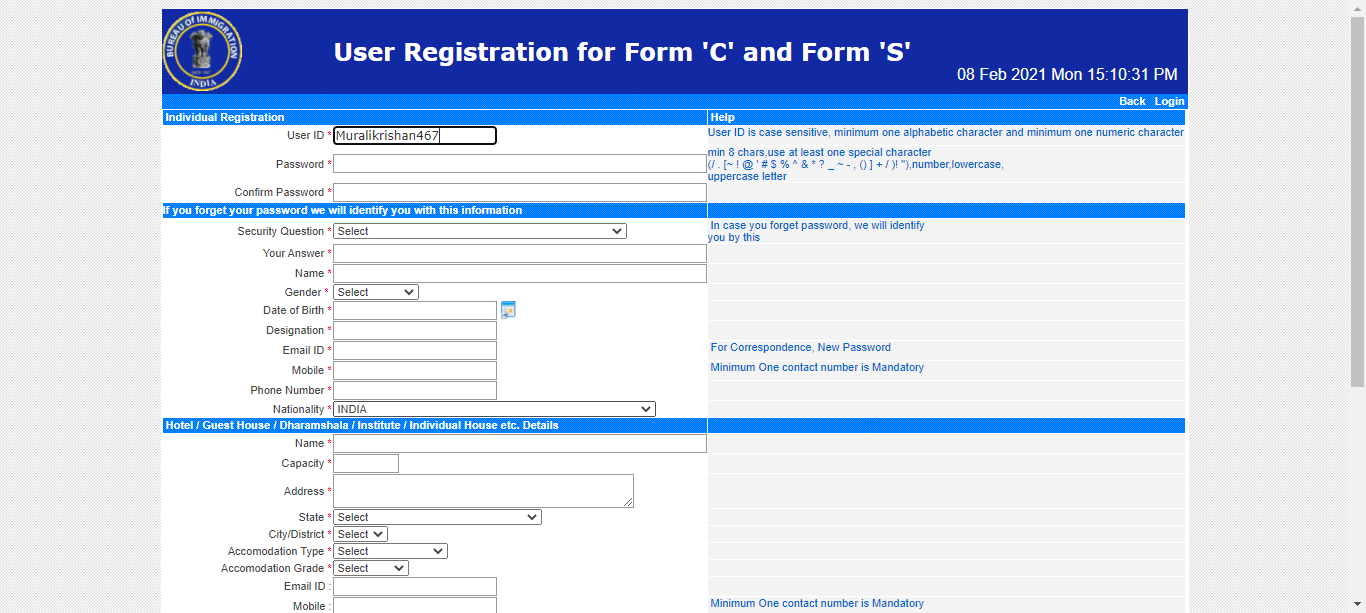 BUREAU OF IMMIGRATION
INDIA
User Registration for Form 'C' and Form 'S'
08 Feb 2021 Mon 15:10:31 PM
Back Login
Individual Registration Help
User ID * Muralikrishan467 User ID is case sensitive, minimum one alphabetic character and minimum one numeric character
Password * min 8 chars,use at least one special character
(/ . [~ ! @ ' # $ % ^ & * ? _ ~ - , () ] + / )! "),number,lowercase,
uppercase letter
Confirm Password *
If you forget your password we will identify you with this information
Security Question * Select In case you forget password, we will identify
you by this
Your Answer *
Name *
Gender * Select
Date of Birth *
Designation *
Email ID * For Correspondence, New Password
Mobile * Minimum One contact number is Mandatory
Phone Number *
Nationality * INDIA
Hotel / Guest House / Dharamshala / Institute / Individual House etc. Details
Name *
Capacity *
Address *
State * Select
City/District * Select
Accomodation Type * Select
Accomodation Grade * Select
Email ID :
Mobile : Minimum One contact number is Mandatory